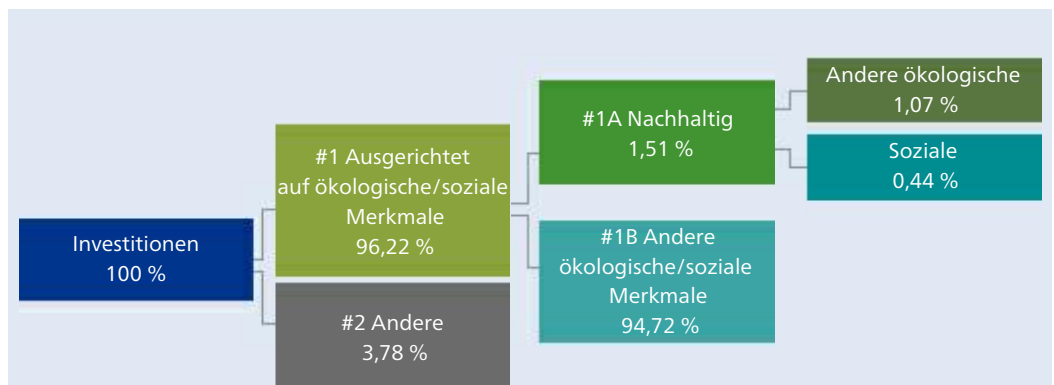 Investitionen
100 %
#1 Ausgerichtet
auf ökologische/soziale
Merkmale
96,22 %
#2 Andere
3,78 %
#1A Nachhaltig
1,51 %
#1B Andere
ökologische/soziale
Merkmale
94,72 %
Andere ökologische
1,07 %
Soziale
0,44 %